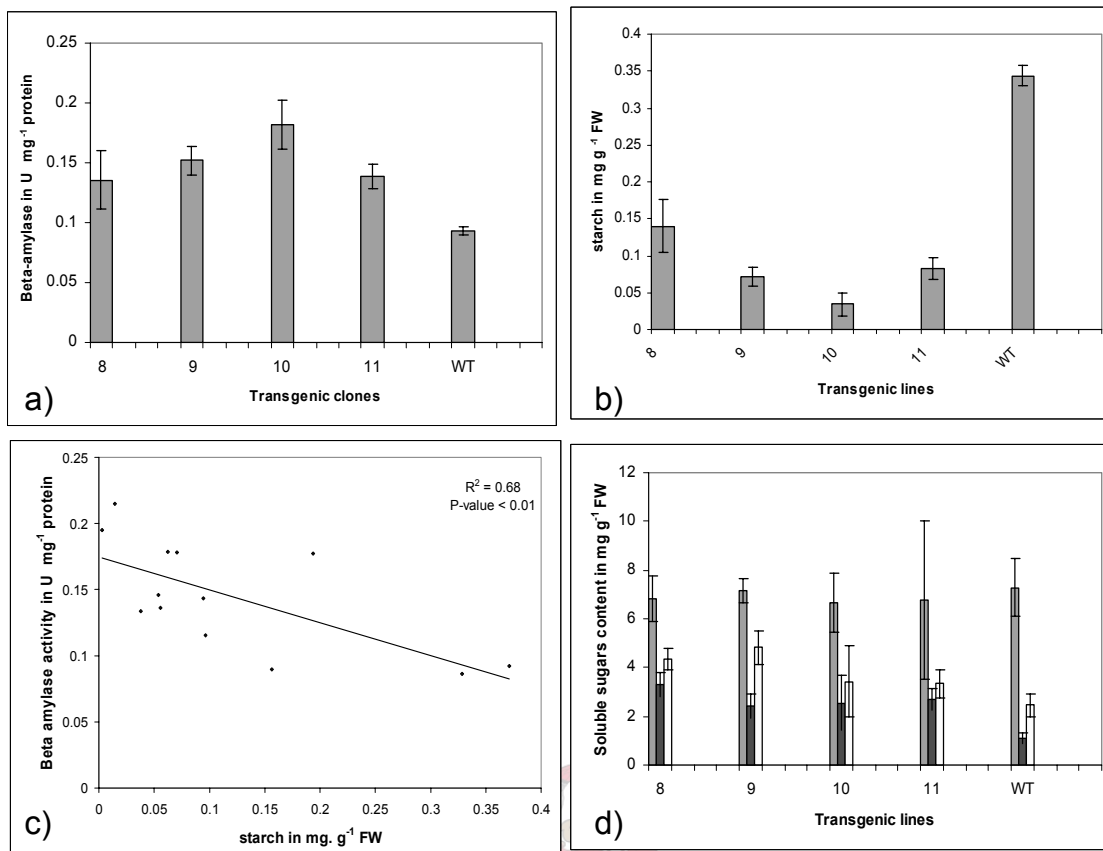 0.25
0.2
0.15
0.1
0.05
0
Beta-amylase in U mg-1 protein
8 9 10 11 WT
Transgenic clones
a)
0.4
0.35
0.3
0.25
0.2
0.15
0.1
0.05
0
starch in mg g -1 FW
8 9 10 11 WT
Transgenic lines
b)
0.25
0.2
0.15
0.1
0.05
0
Beta amylase activity in U mg-1 protein
R2 = 0.68
P-value < 0.01
0 0.05 0.1 0.15 0.2 0.25 0.3 0.35 0.4
starch in mg. g-1 FW
c)
12
10
8
6
4
2
0
Soluble sugars content in mg g-1 FW
8 9 10 11 WT
Transgenic lines
d)